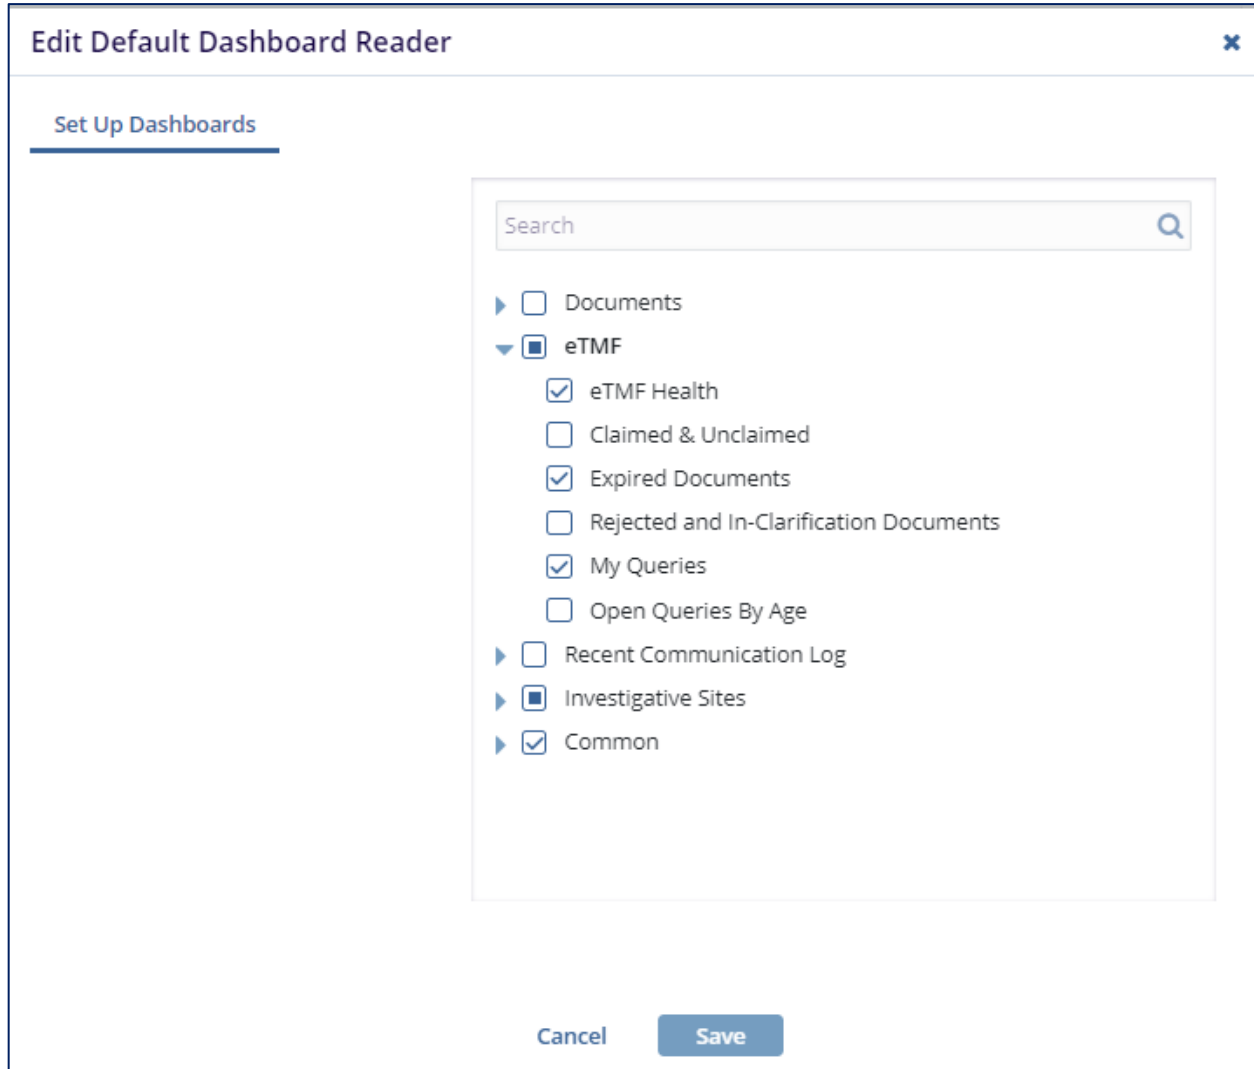 Edit Default Dashboard Reader
Set Up Dashboards
Search
Documents
eTMF
eTMF Health
Claimed & Unclaimed
Expired Documents
Rejected and In-Clarification Documents
My Queries
Open Queries By Age
Recent Communication Log
Investigative Sites
Common
Cancel Save